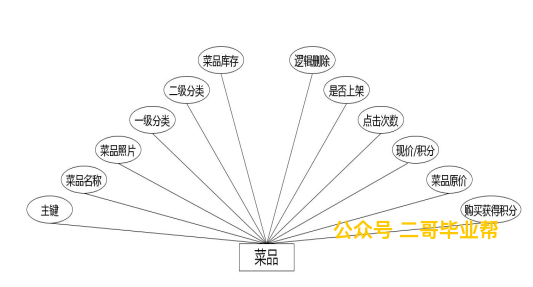 菜品库存
逻辑删除
二级分类
是否上架
一级分类
点击次数
菜品照片
现价/积分
菜品名称
菜品原价
主键
购买获得积分
公众号 二哥毕业帮
菜品